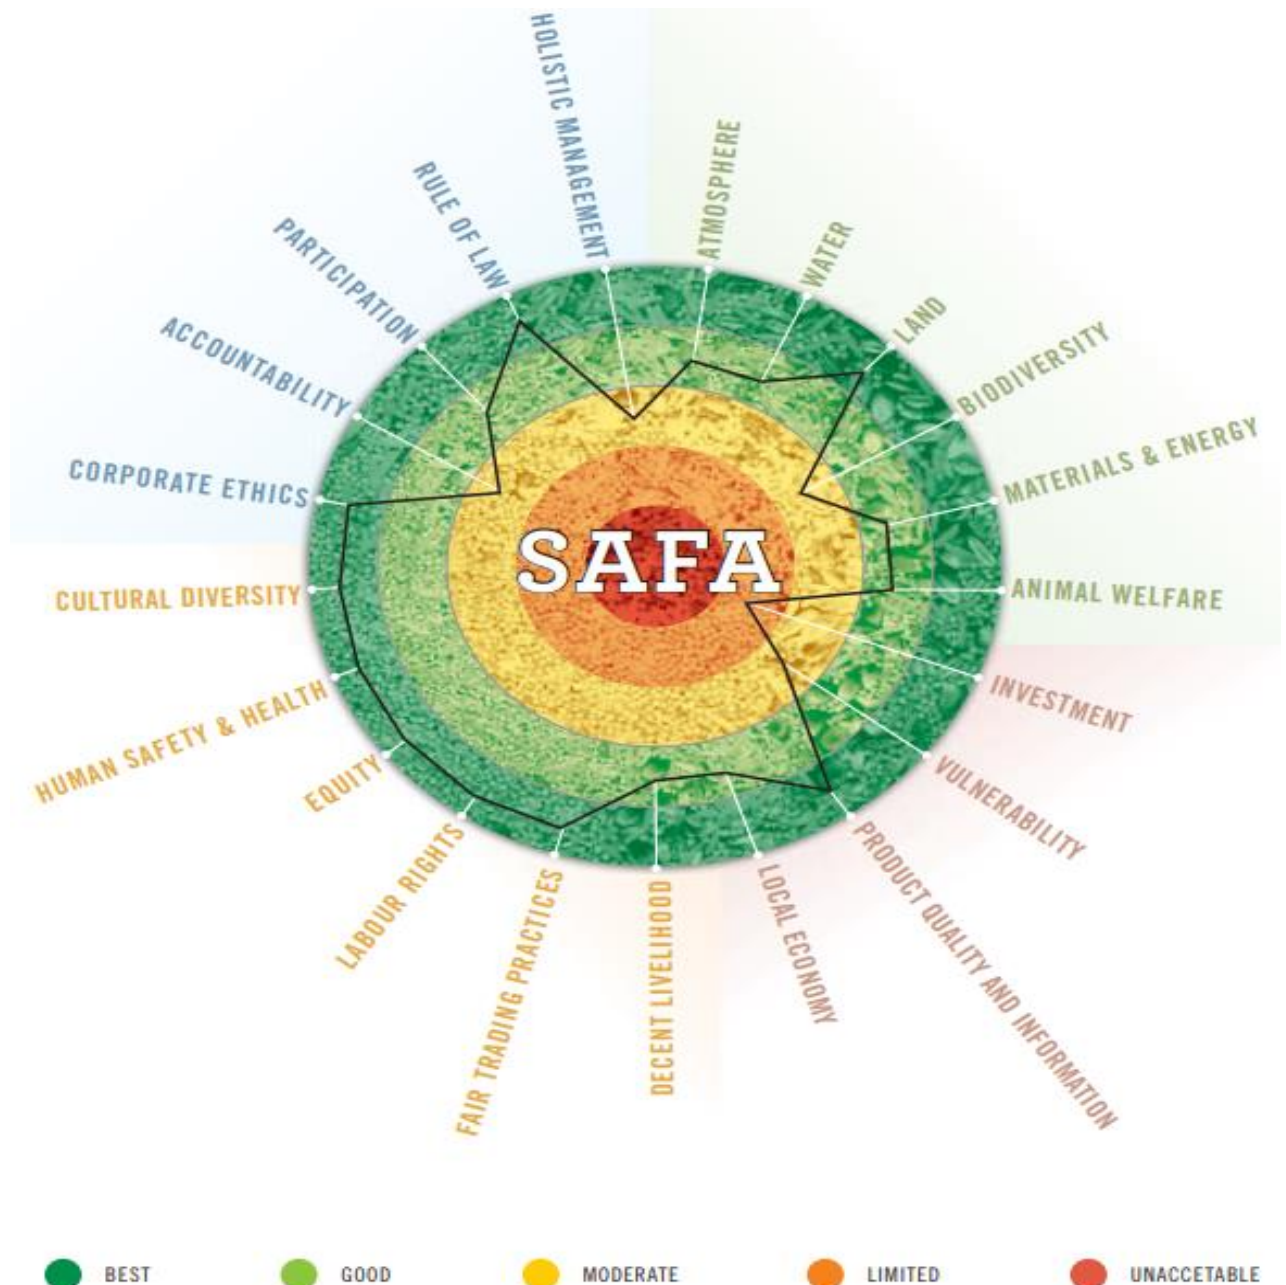 HOLISTIC MANAGEMENT
ATMOSPHERE
RULE OF LAW
WATER
PARTICIPATION
LAND
ACCOUNTABILITY
BIODIVERSITY
CORPORATE ETHICS
MATERIALS & ENERGY
SAFA
CULTURAL DIVERSITY
ANIMAL WELFARE
HUMAN SAFETY & HEALTH
INVESTMENT
EQUITY
VULNERABILITY
LABOUR RIGHTS
PRODUCT QUALITY AND INFORMATION
FAIR TRADING PRACTICES
DECENT LIVELIHOOD
LOCAL ECONOMY
BEST
GOOD
MODERATE
LIMITED
UNACCETABLE